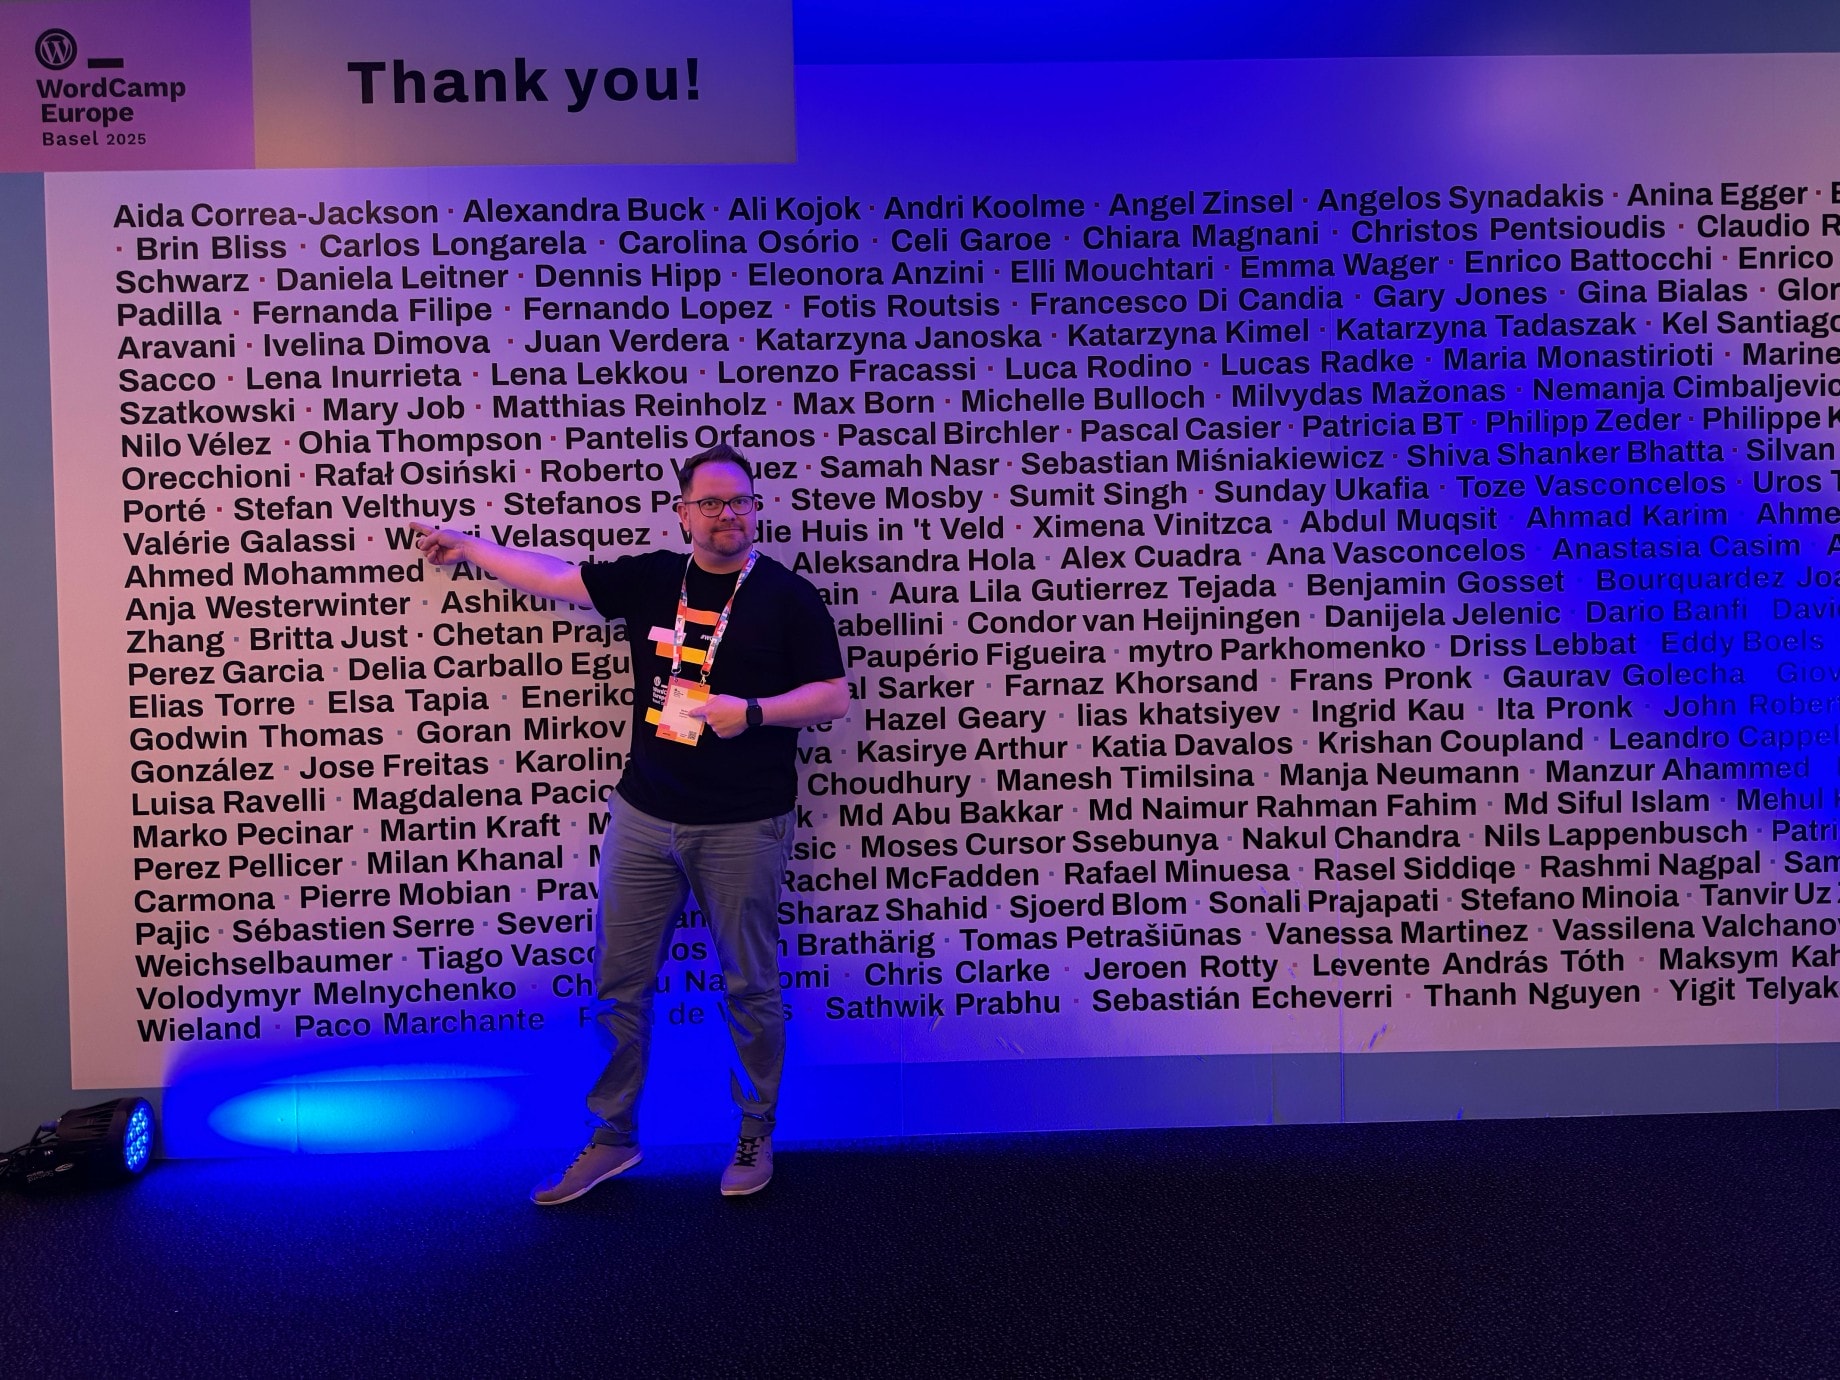 WordCamp
Europe
Basel 2025
Thank you!
Aida Correa-Jackson · Alexandra Buck · Ali Kojok · Andri Koolme · Angel Zinsel · Angelos Synadakis · Anina Egger ·
· Brin Bliss · Carlos Longarela · Carolina Osório · Celi Garoe · Chiara Magnani · Christos Pentsioudis · Claudio
Schwarz · Daniela Leitner · Dennis Hipp · Eleonora Anzini · Elli Mouchtari · Emma Wager · Enrico Battocchi · Enrico
Padilla · Fernanda Filipe · Fernando Lopez · Fotis Routsis · Francesco Di Candia · Gary Jones · Gina Bialas ·
Aravani · Ivelina Dimova · Juan Verdera · Katarzyna Janoska · Katarzyna Kimel · Katarzyna Tadaszak · Kel Santiago
Sacco · Lena Inurrieta · Lena Lekkou · Lorenzo Fracassi · Luca Rodino · Lucas Radke · Maria Monastirioti ·
Szatkowski · Mary Job · Matthias Reinholz · Max Born · Michelle Bulloch · Milvydas Mažonas · Nemanja Cimbaljevic
Nilo Vélez · Ohia Thompson · Pantelis Orfanos · Pascal Birchler · Pascal Casier · Patricia BT · Philipp Zeder · Philippe
Orecchioni · Rafał Osiński · Roberto · Samah Nasr · Sebastian Miśniakiewicz · Shiva Shanker Bhatta · Silvan
Porté · Stefan Velthuys · Stefanos · Steve Mosby · Sumit Singh · Sunday Ukafia · Toze Vasconcelos · Uros
Valérie Galassi · Velasquez · Huis in 't Veld · Ximena Vinitzca · Abdul Muqsit · Ahmad Karim ·
Ahmed Mohammed · Aleksandra Hola · Alex Cuadra · Ana Vasconcelos · Anastasia Casim ·
Anja Westerwinter · Ashikur · Aura Lila Gutierrez Tejada · Benjamin Gosset · Bourquardez
Zhang · Britta Just · Chetan · Condor van Heijningen · Danijela Jelenic · Dario Banfi ·
Perez Garcia · Delia Carballo · Paupério Figueira · mytro Parkhomenko · Driss Lebbat · Eddy Boels
Elias Torre · Elsa Tapia · Sarker · Farnaz Khorsand · Frans Pronk · Gaurav Golecha ·
Godwin Thomas · Goran Mirkov · Hazel Geary · lias khatsiyev · Ingrid Kau · Ita Pronk · John
González · Jose Freitas · Kasirye Arthur · Katia Davalos · Krishan Coupland · Leandro
Luisa Ravelli · Magdalena · Choudhury · Manesh Timilsina · Manja Neumann · Manzur Ahammed
Marko Pecinar · Martin Kraft · Md Abu Bakkar · Md Naimur Rahman Fahim · Md Siful Islam · Mehul
Perez Pellicer · Milan Khanal · Moses Cursor Ssebunya · Nakul Chandra · Nils Lappenbusch ·
Carmona · Pierre Mobian · Rachel McFadden · Rafael Minuesa · Rasel Siddiqe · Rashmi Nagpal ·
Pajic · Sébastien Serre · Sharaz Shahid · Sjoerd Blom · Sonali Prajapati · Stefano Minoia · Tanvir Uz
Weichselbaumer · Tiago · Brathärig · Tomas Petrašiūnas · Vanessa Martinez · Vassilena
Volodymyr Melnychenko · Chris Clarke · Jeroen Rotty · Levente András Tóth · Maksym
Wieland · Paco Marchante · de · Sathwik Prabhu · Sebastián Echeverri · Thanh Nguyen · Yigit